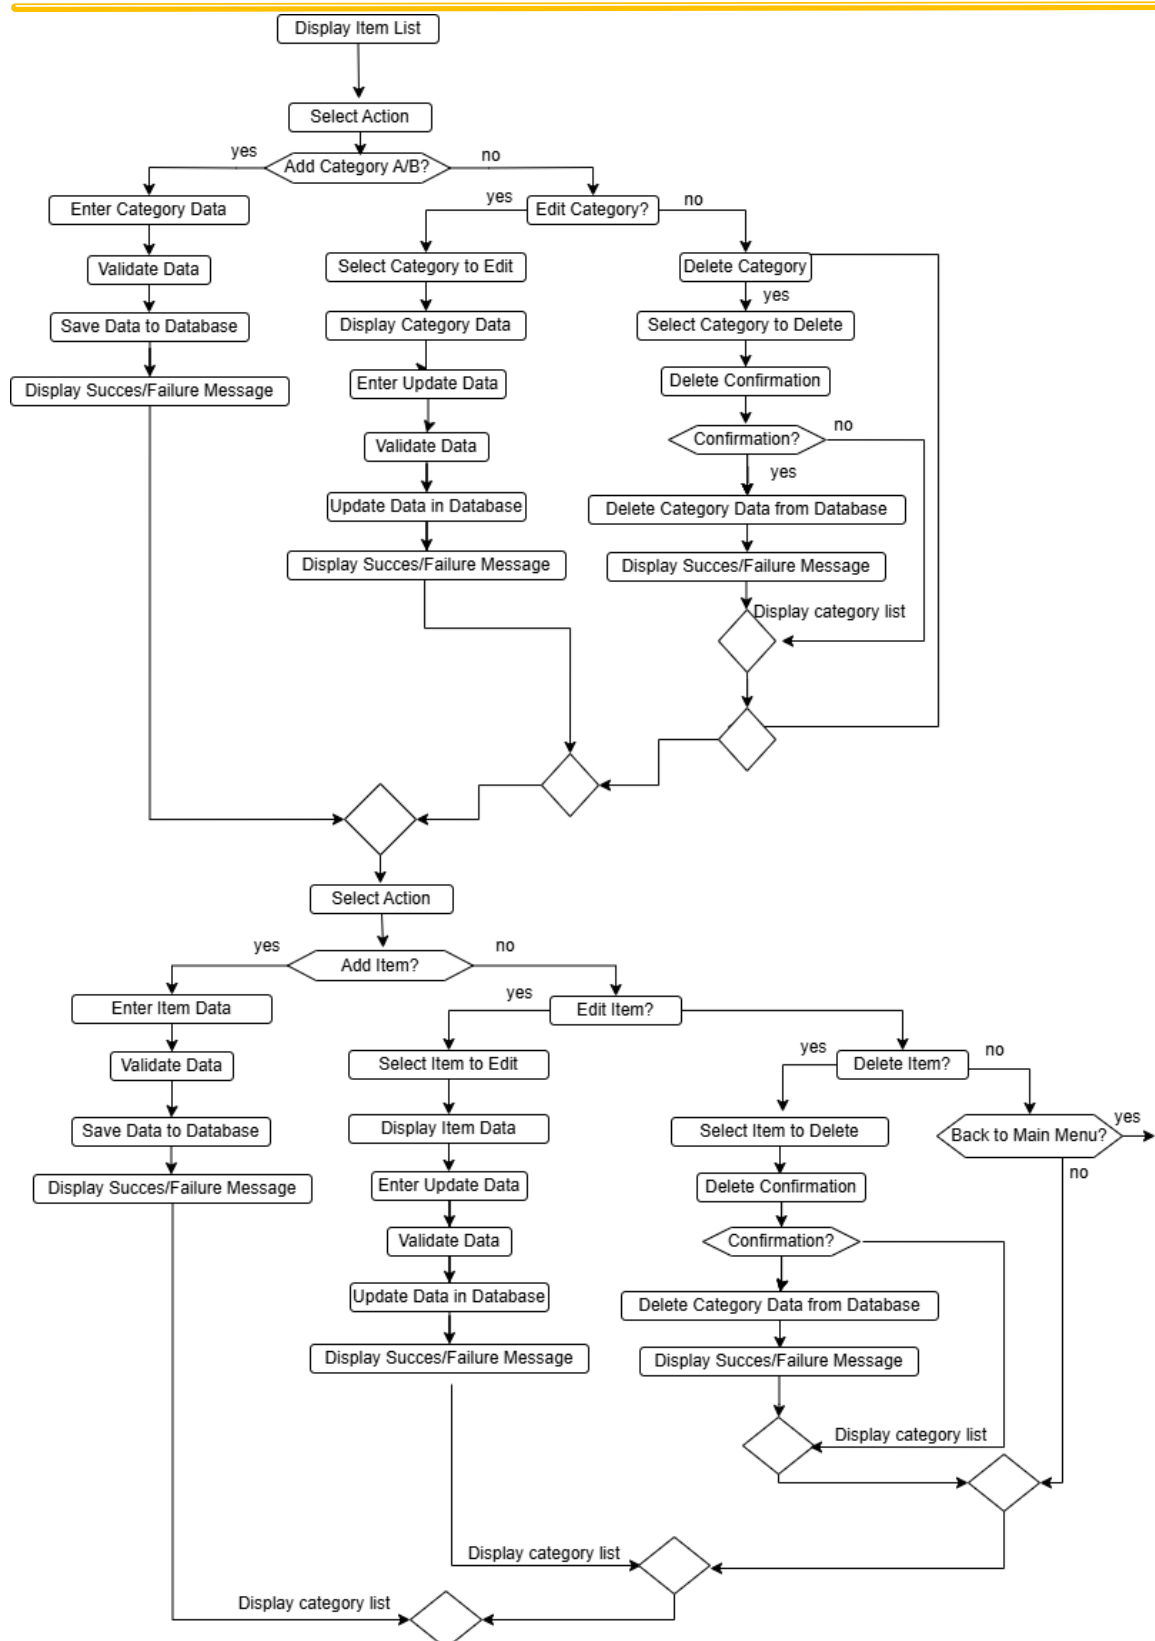 Display Item List
Select Action
yes
Add Category A/B?
no
Enter Category Data
yes
Edit Category?
no
Validate Data
Select Category to Edit
Delete Category
yes
Save Data to Database
Display Category Data
Select Category to Delete
Display Succes/Failure Message
Enter Update Data
Delete Confirmation
Validate Data
Confirmation?
no
yes
Update Data in Database
Delete Category Data from Database
Display Succes/Failure Message
Display Succes/Failure Message
Display category list
Select Action
yes
Add Item?
no
Enter Item Data
yes
Edit Item?
Validate Data
Select Item to Edit
yes
Delete Item?
no
Save Data to Database
Display Item Data
Select Item to Delete
Back to Main Menu?
yes
no
Display Succes/Failure Message
Enter Update Data
Delete Confirmation
Validate Data
Confirmation?
Update Data in Database
Delete Category Data from Database
Display Succes/Failure Message
Display Succes/Failure Message
Display category list
Display category list
Display category list